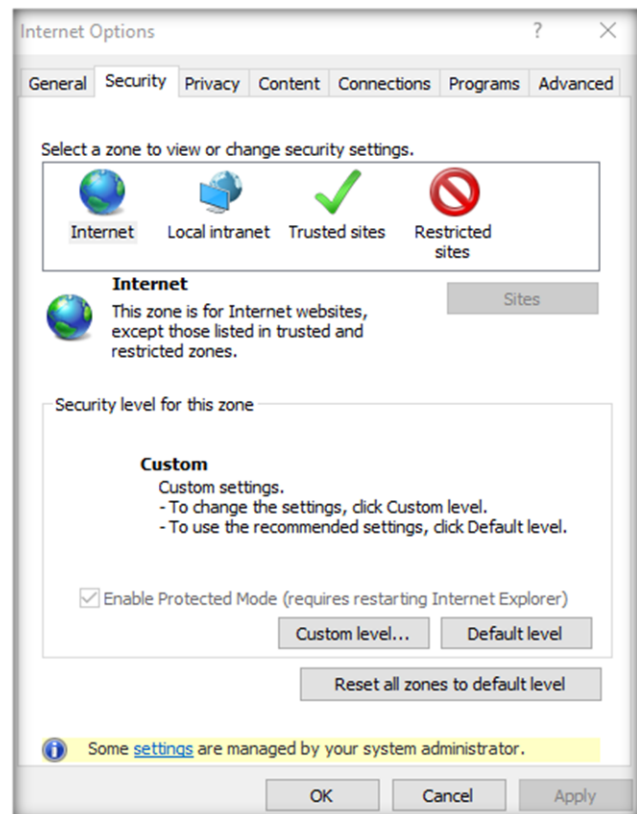 Internet Options
?
General Security Privacy Content Connections Programs Advanced
Select a zone to view or change security settings.
Internet Local intranet Trusted sites Restricted
sites
Internet
Sites
This zone is for Internet websites,
except those listed in trusted and
restricted zones.
Security level for this zone
Custom
Custom settings.
- To change the settings, click Custom level.
- To use the recommended settings, click Default level.
Enable Protected Mode (requires restarting Internet Explorer)
Custom level... Default level
Reset all zones to default level
Some settings are managed by your system administrator.
OK Cancel Apply